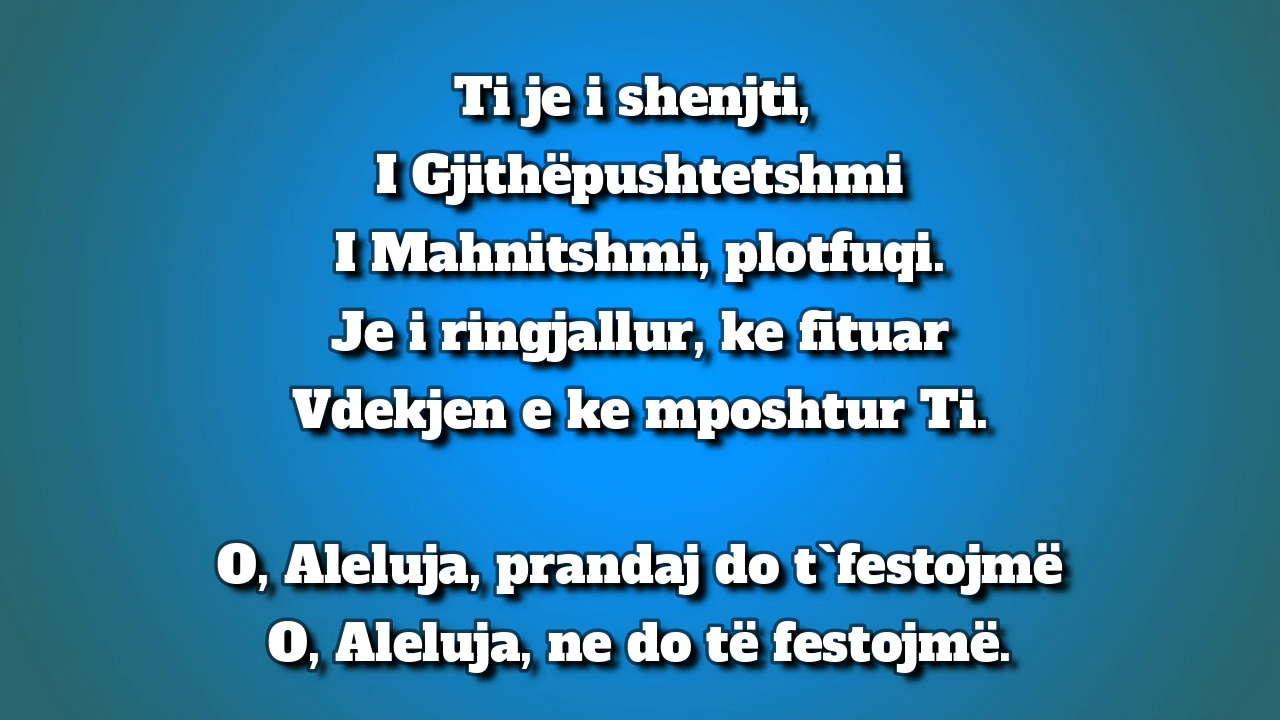 Ti je i shenjti,
I Gjithëpushtetshmi
I Mahnitshmi, plotfuqi.
Je i ringjallur, ke fituar
Vdekjen e ke mposhtur Ti.
O, Aleluja, prandaj do t`festojmë
O, Aleluja, ne do të festojmë.